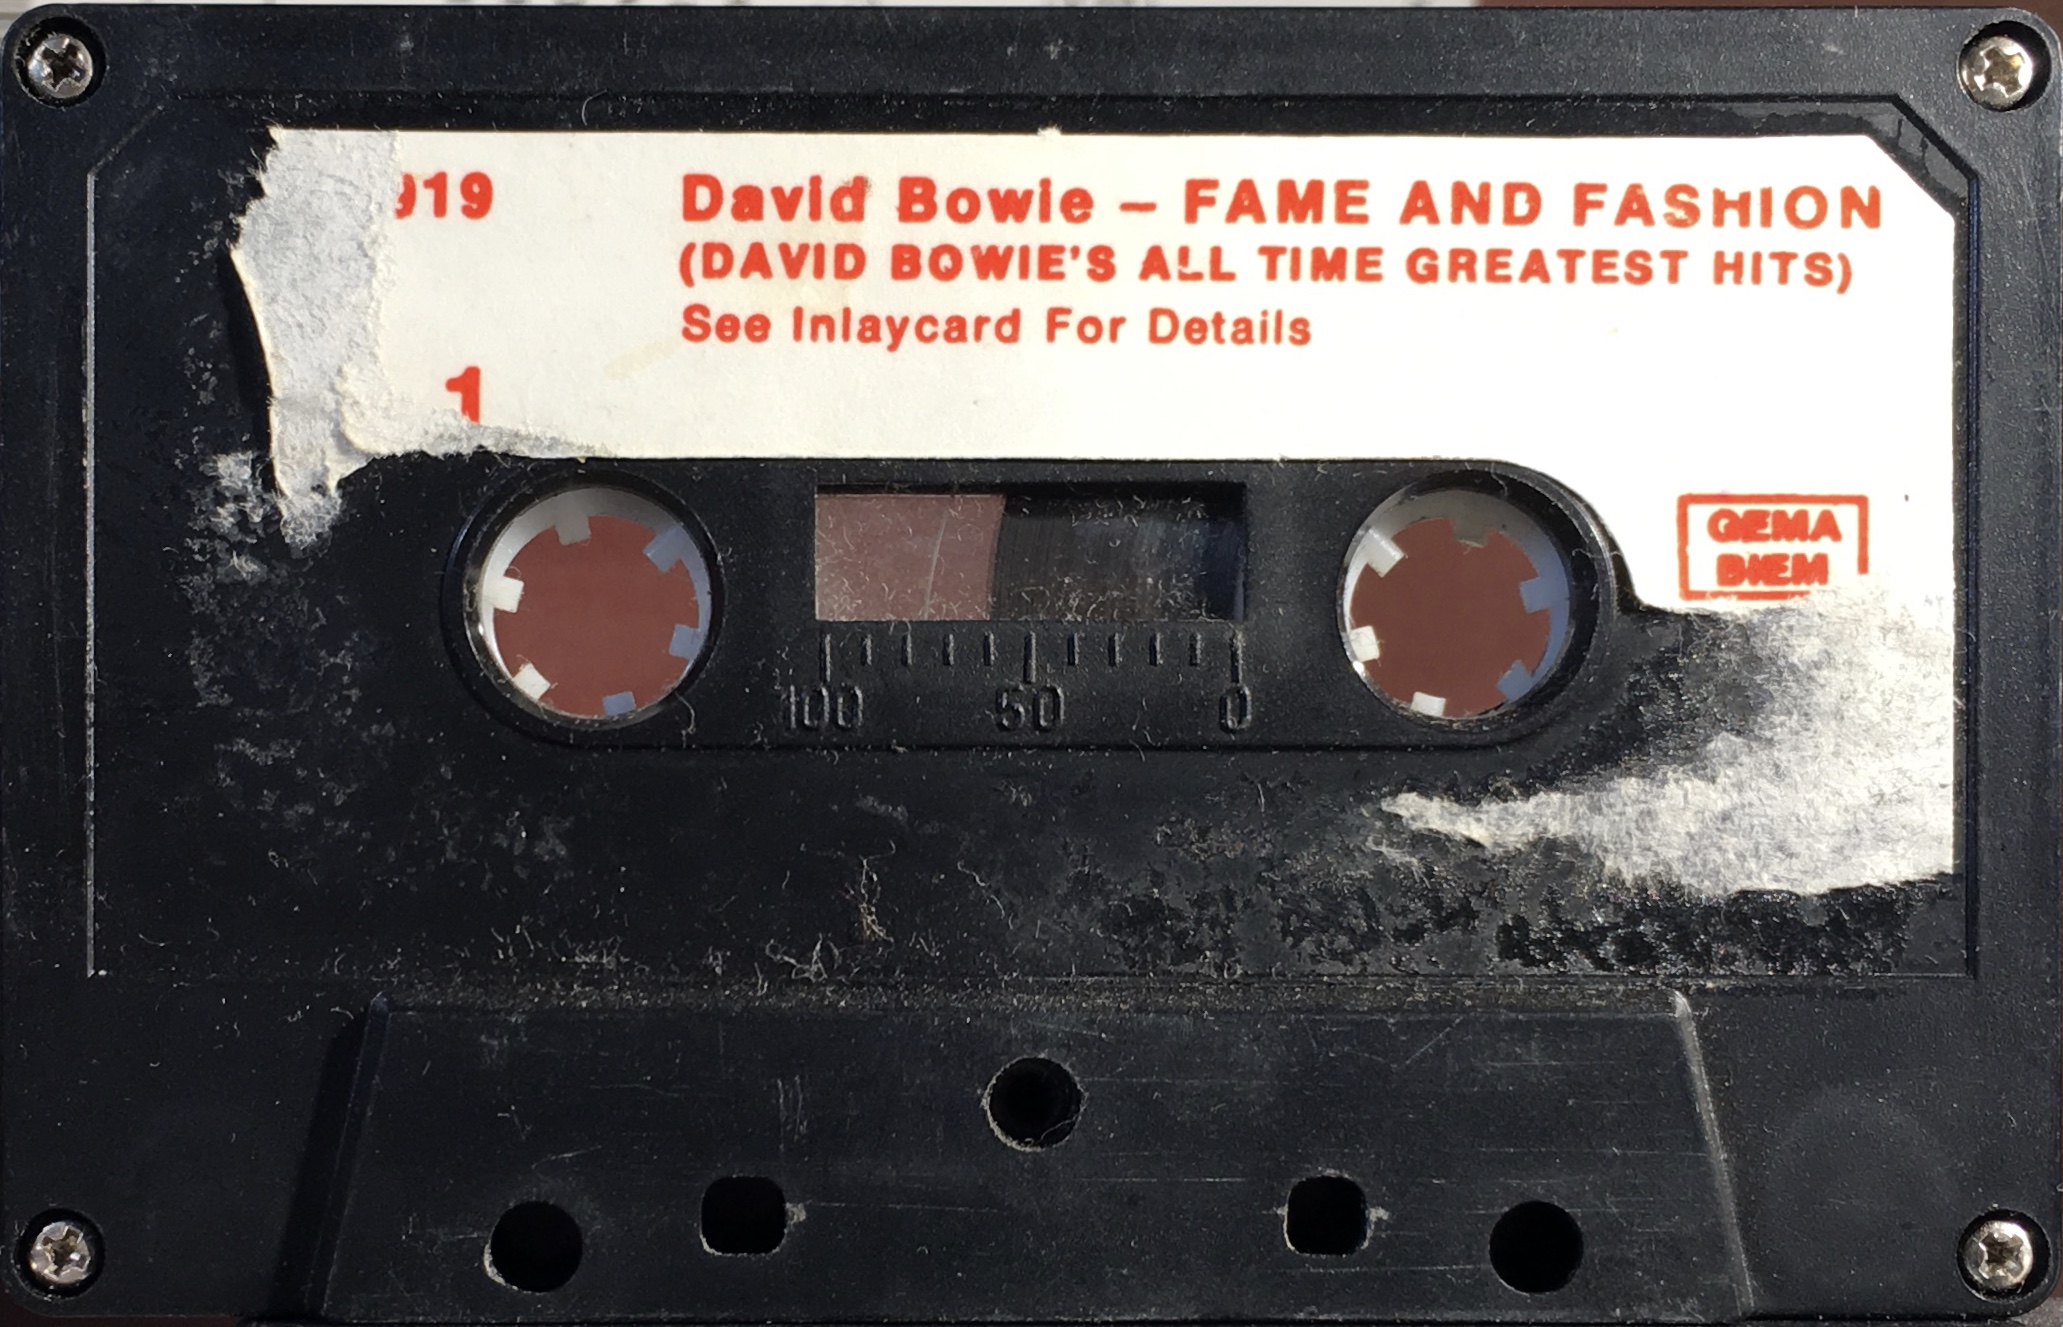 919
David Bowie – FAME AND FASHION
(DAVID BOWIE'S ALL TIME GREATEST HITS)
See Inlaycard For Details
1
GEMA
BIEM
100 50 0